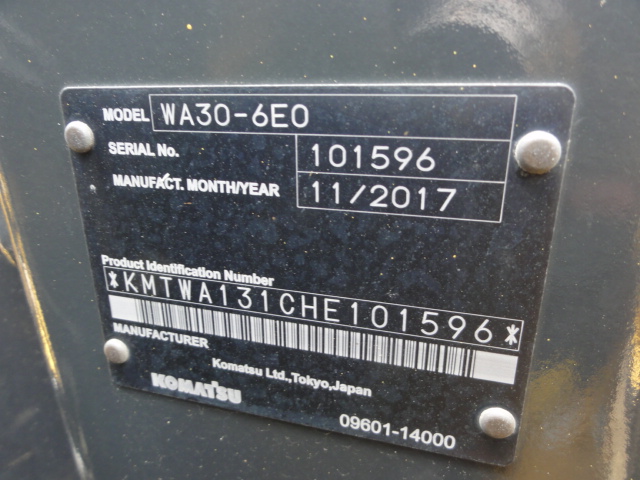 MODEL WA30-6E0
SERIAL No. 101596
MANUFACT. MONTH/YEAR 11/2017
Product Identification Number
*KMTWA131CHE101596*
MANUFACTURER
Komatsu Ltd.,Tokyo,Japan
KOMATSU
09601-14000